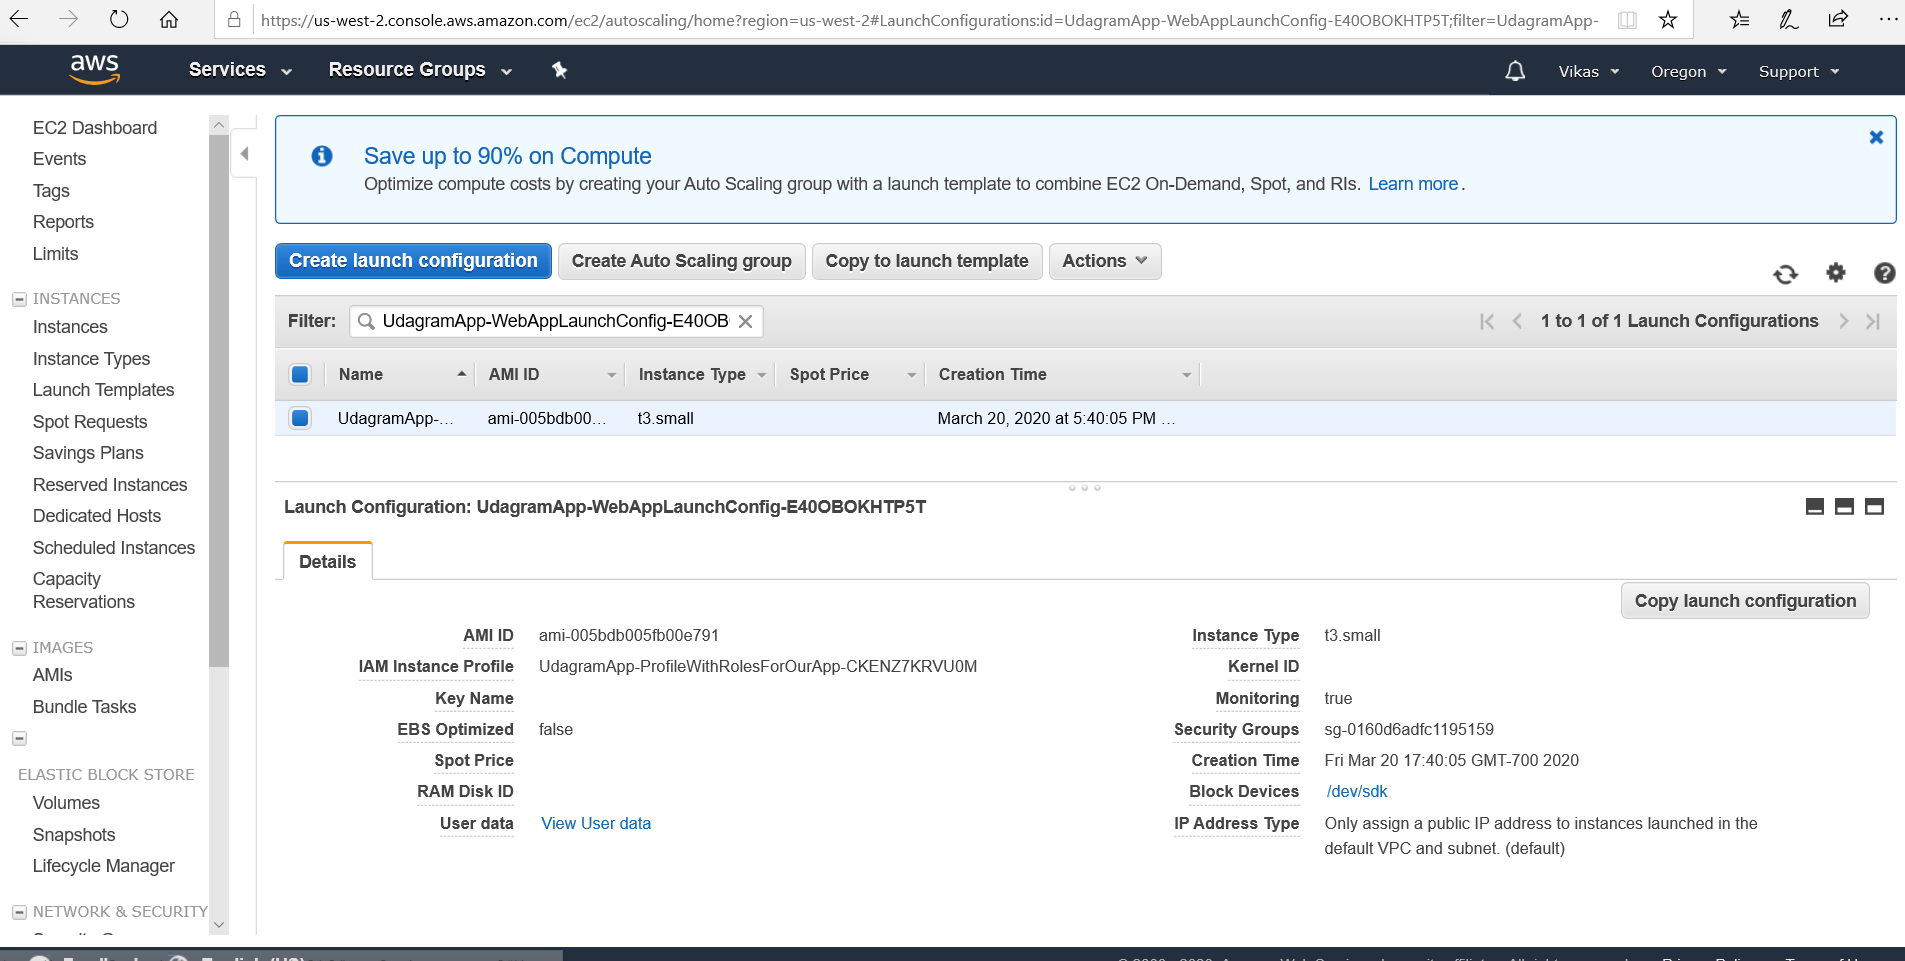 https://us-west-2.console.aws.amazon.com/ec2/autoscaling/home?region=us-west-2#LaunchConfigurations:id=UdagramApp-WebAppLaunchConfig-E40OBOKHTP5T;filter=UdagramApp-
aws Services Resource Groups Vikas Oregon Support
EC2 Dashboard
Events
Tags
Reports
Limits
INSTANCES
Instances
Instance Types
Launch Templates
Spot Requests
Savings Plans
Reserved Instances
Dedicated Hosts
Scheduled Instances
Capacity
Reservations
IMAGES
AMIs
Bundle Tasks
ELASTIC BLOCK STORE
Volumes
Snapshots
Lifecycle Manager
NETWORK & SECURITY
Save up to 90% on Compute
Optimize compute costs by creating your Auto Scaling group with a launch template to combine EC2 On-Demand, Spot, and RIs. Learn more.
Create launch configuration Create Auto Scaling group Copy to launch template Actions
Filter: UdagramApp-WebAppLaunchConfig-E40OB 1 to 1 of 1 Launch Configurations
Name AMI ID Instance Type Spot Price Creation Time
UdagramApp-... ami-005bdb00... t3.small March 20, 2020 at 5:40:05 PM ...
Launch Configuration: UdagramApp-WebAppLaunchConfig-E40OBOKHTP5T
Details
Copy launch configuration
AMI ID ami-005bdb005fb00e791 Instance Type t3.small
IAM Instance Profile UdagramApp-ProfileWithRolesForOurApp-CKENZ7KRVU0M Kernel ID
Key Name Monitoring true
EBS Optimized false Security Groups sg-0160d6adfc1195159
Spot Price Creation Time Fri Mar 20 17:40:05 GMT-700 2020
RAM Disk ID Block Devices /dev/sdk
User data View User data IP Address Type Only assign a public IP address to instances launched in the
default VPC and subnet. (default)